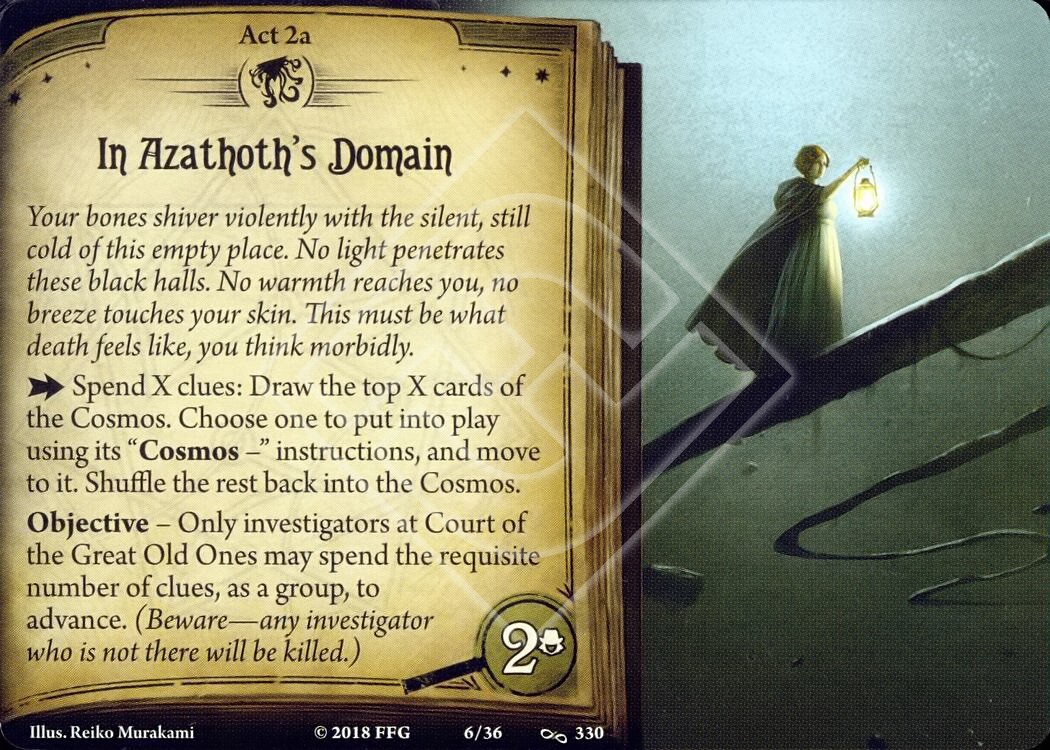 Act 2a
In Azathoth's Domain
Your bones shiver violently with the silent, still
cold of this empty place. No light penetrates
these black halls. No warmth reaches you, no
breeze touches your skin. This must be what
death feels like, you think morbidly.
Spend X clues: Draw the top X cards of
the Cosmos. Choose one to put into play
using its “Cosmos –” instructions, and move
to it. Shuffle the rest back into the Cosmos.
Objective – Only investigators at Court of
the Great Old Ones may spend the requisite
number of clues, as a group, to
advance. (Beware—any investigator
who is not there will be killed.)
2
Illus. Reiko Murakami © 2018 FFG 6/36 330